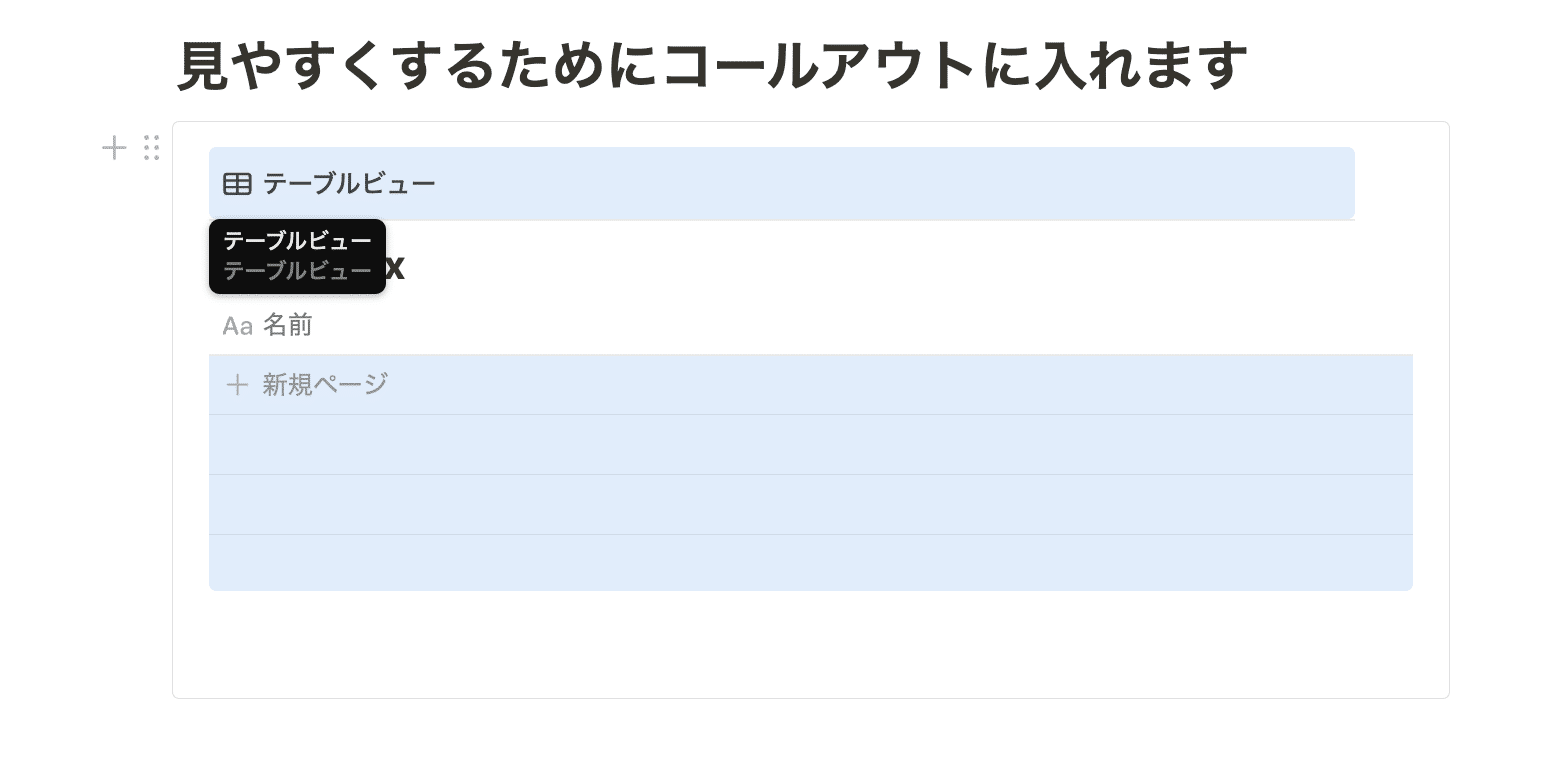 見やすくするためにコールアウトに入れます
テーブルビュー
テーブルビュー
テーブルビュー
x
Aa 名前
新規ページ